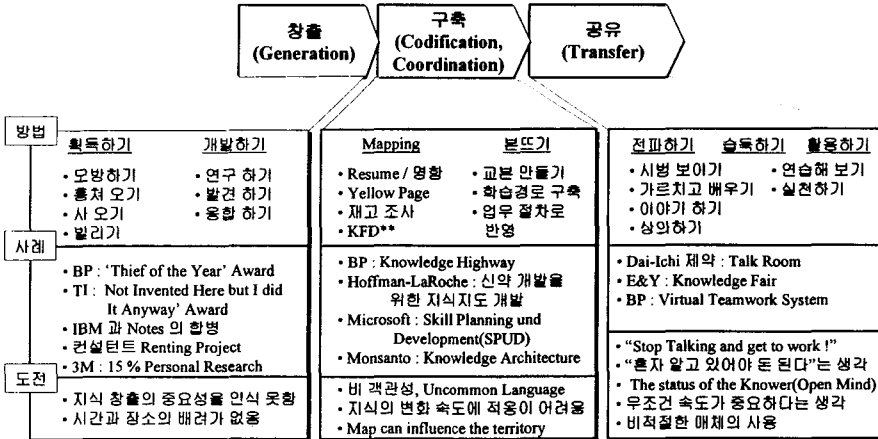 창출
(Generation)
구축
(Codification,
Coordination)
공유
(Transfer)
방법
획득하기 개발하기
• 모방하기 • 연구 하기
• 훔쳐 오기 • 발견 하기
• 사 오기 • 융합 하기
• 빌리기
Mapping 본뜨기
• Resume / 명함 • 교본 만들기
• Yellow Page • 학습경로 구축
• 재고 조사 • 업무 절차로
• KFD** 반영
전파하기 습득하기 활용하기
• 시범 보이기 • 연습해 보기
• 가르치고 배우기 • 실천하기
• 이야기 하기
• 상의하기
사례
• BP : ‘Thief of the Year’ Award
• TI : Not Invented Here but I did
It Anyway’ Award
• IBM 과 Notes 의 합병
• 컨설턴트 Renting Project
• 3M : 15 % Personal Research
• BP : Knowledge Highway
• Hoffman-LaRoche : 신약 개발을
위한 지식지도 개발
• Microsoft : Skill Planning und
Development(SPUD)
• Monsanto : Knowledge Architecture
• Dai-Ichi 제약 : Talk Room
• E&Y : Knowledge Fair
• BP : Virtual Teamwork System
도전
• 지식 창출의 중요성을 인식 못함
• 시간과 장소의 배려가 없음
• 비 객관성, Uncommon Language
• 지식의 변화 속도에 적응이 어려움
• Map can influence the territory
• “Stop Talking and get to work !”
• “혼자 알고 있어야 돈 된다”는 생각
• The status of the Knower(Open Mind)
• 무조건 속도가 중요하다는 생각
• 비적절한 매체의 사용